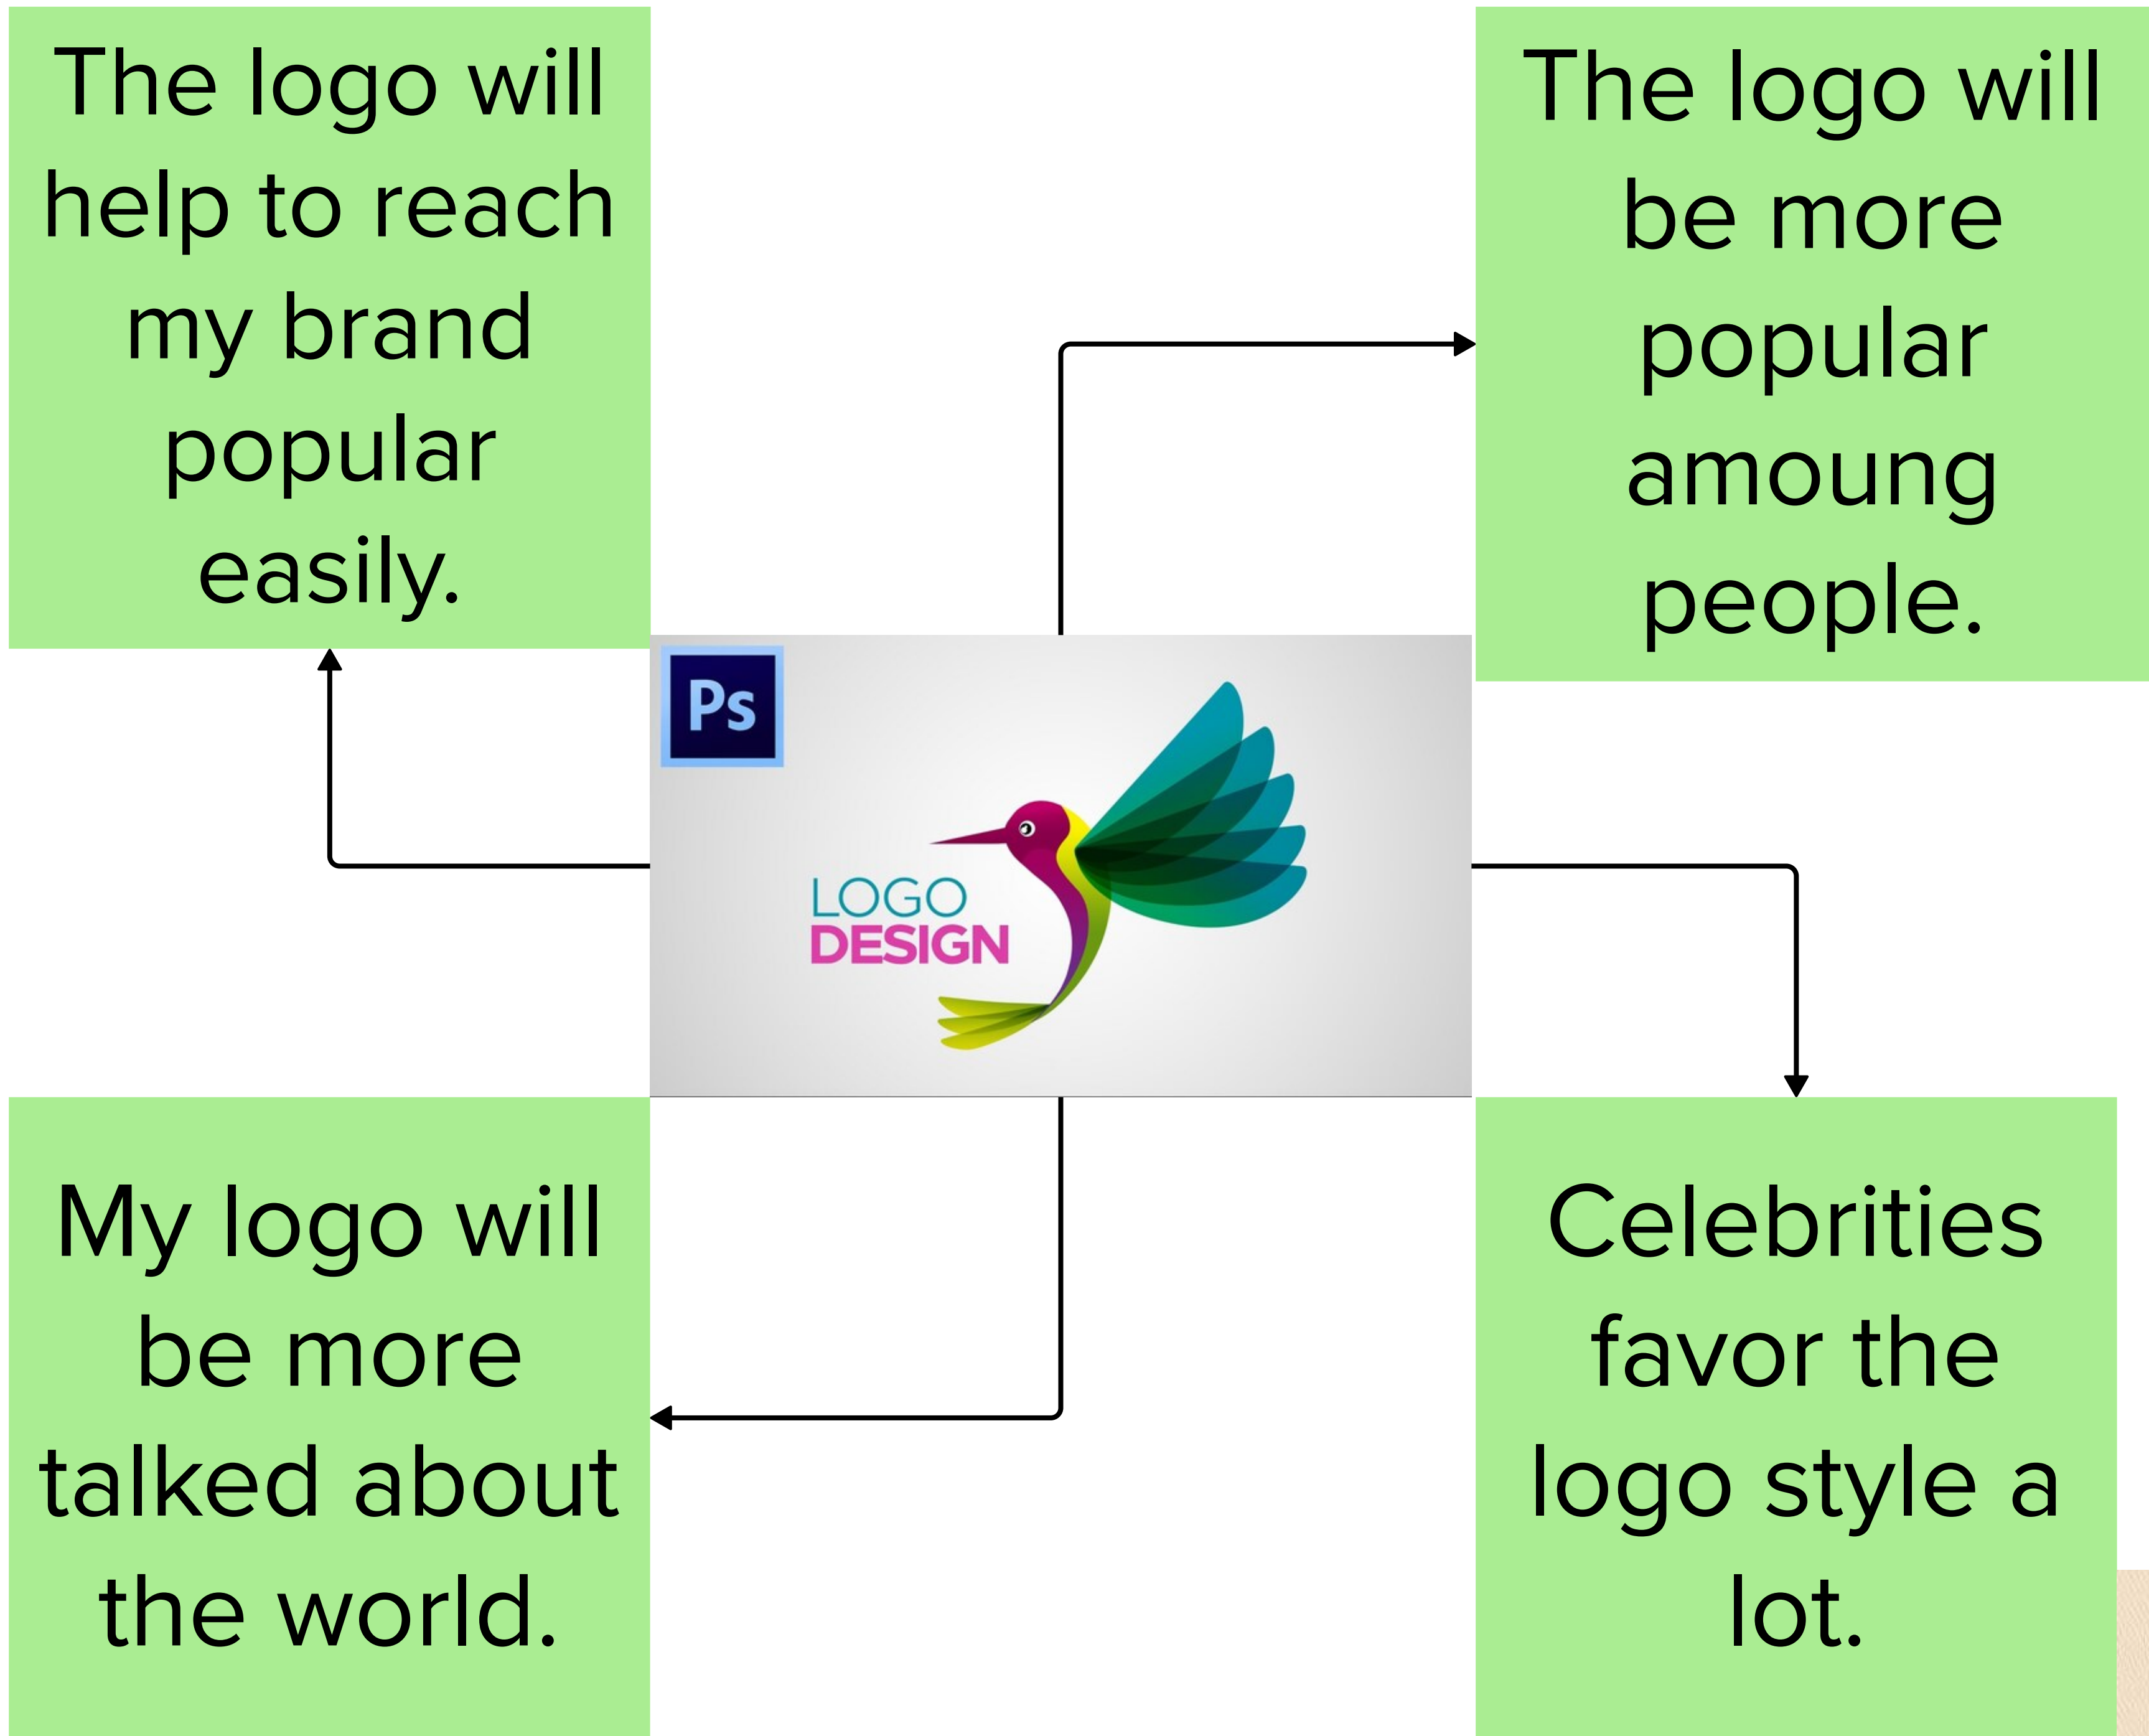 The logo will
help to reach
my brand
popular
easily.
The logo will
be more
popular
amoung
people.
Ps
LOGO
DESIGN
My logo will
be more
talked about
the world.
Celebrities
favor the
logo style a
lot.